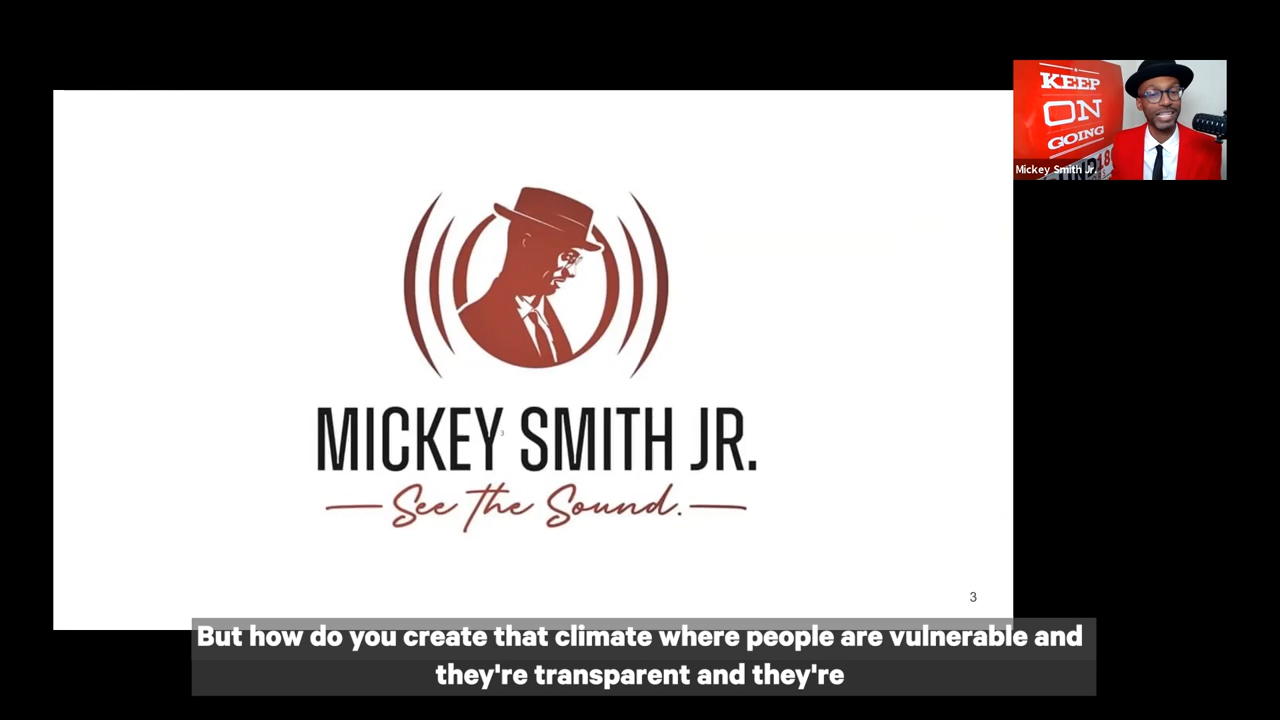 KEEP
ON
GOING
Mickey Smith Jr.
MICKEY SMITH JR.
See The Sound.
3
But how do you create that climate where people are vulnerable and
they're transparent and they're